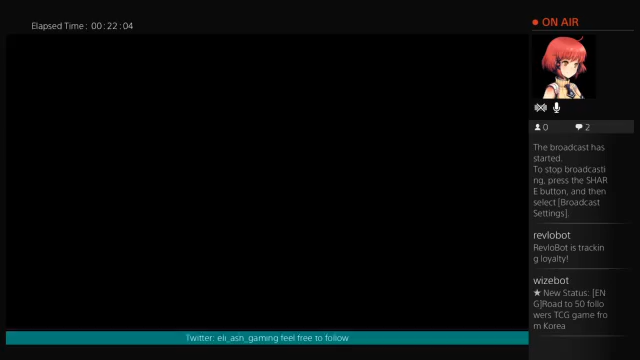 Elapsed Time: 00:22:04
ON AIR
0
2
The broadcast has
started.
To stop broadcasti
ng, press the SHAR
E button, and then
select [Broadcast
Settings].
revlobot
RevloBot is trackin
g loyalty!
wizebot
★ New Status: [EN
G]Road to 50 follo
wers TCG game fro
m Korea
Twitter: eli_ash_gaming feel free to follow